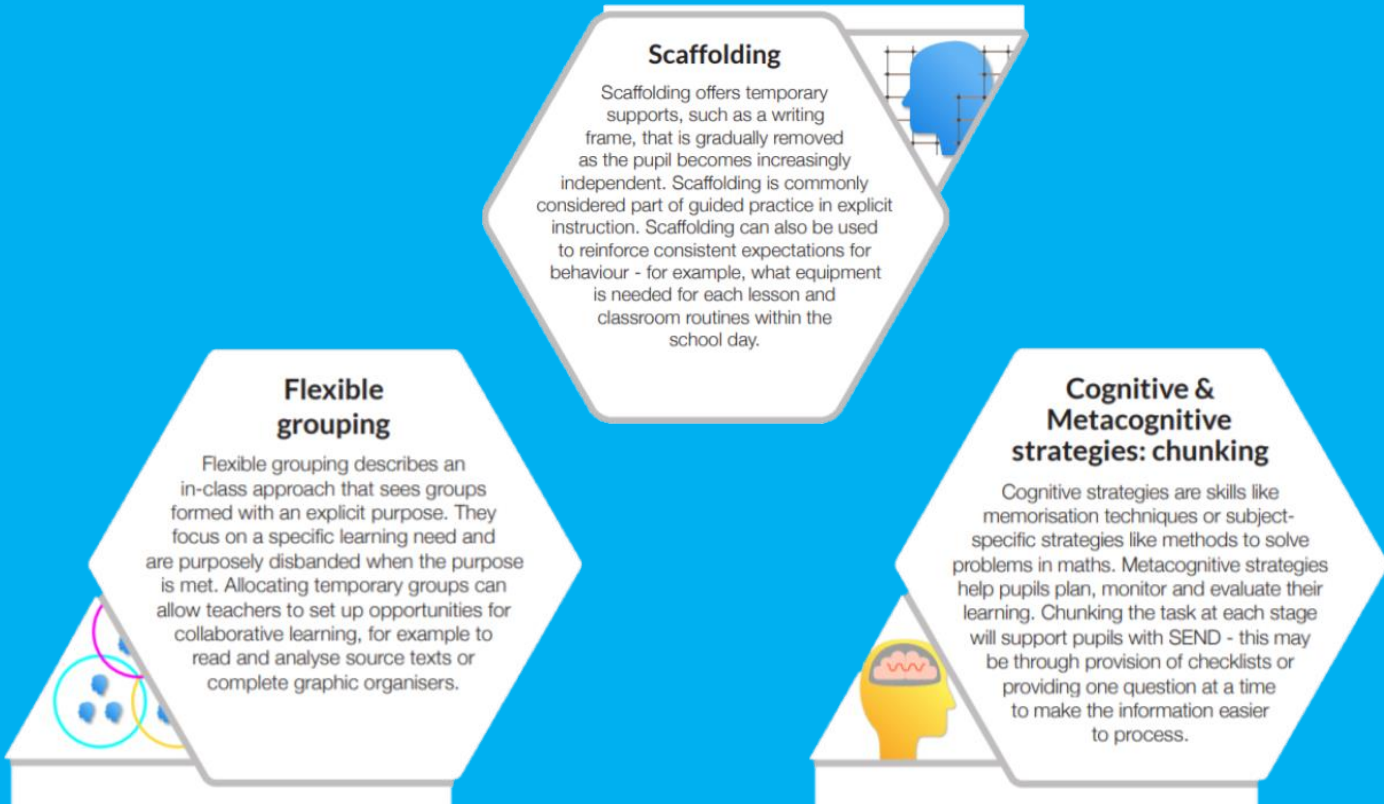 Scaffolding
Scaffolding offers temporary
supports, such as a writing
frame, that is gradually removed
as the pupil becomes increasingly
independent. Scaffolding is commonly
considered part of guided practice in explicit
instruction. Scaffolding can also be used
to reinforce consistent expectations for
behaviour - for example, what equipment
is needed for each lesson and
classroom routines within the
school day.
Flexible
grouping
Flexible grouping describes an
in-class approach that sees groups
formed with an explicit purpose. They
focus on a specific learning need and
are purposely disbanded when the purpose
is met. Allocating temporary groups can
allow teachers to set up opportunities for
collaborative learning, for example to
read and analyse source texts or
complete graphic organisers.
Cognitive &
Metacognitive
strategies: chunking
Cognitive strategies are skills like
memorisation techniques or subject-
specific strategies like methods to solve
problems in maths. Metacognitive strategies
help pupils plan, monitor and evaluate their
learning. Chunking the task at each stage
will support pupils with SEND - this may
be through provision of checklists or
providing one question at a time
to make the information easier
to process.